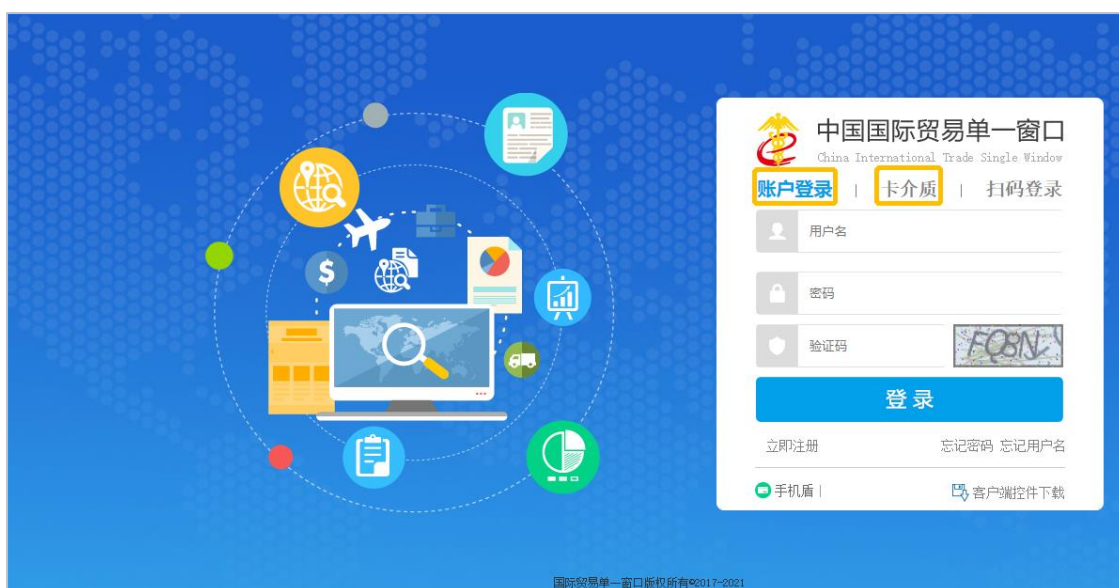 中国国际贸易单一窗口
China International Trade Single Window
账户登录 | 卡介质 | 扫码登录
用户名
密码
验证码 FQ8N
登录
立即注册 忘记密码 忘记用户名
手机盾 | 客户端控件下载
$
国际贸易单一窗口版权所有©2017-2021